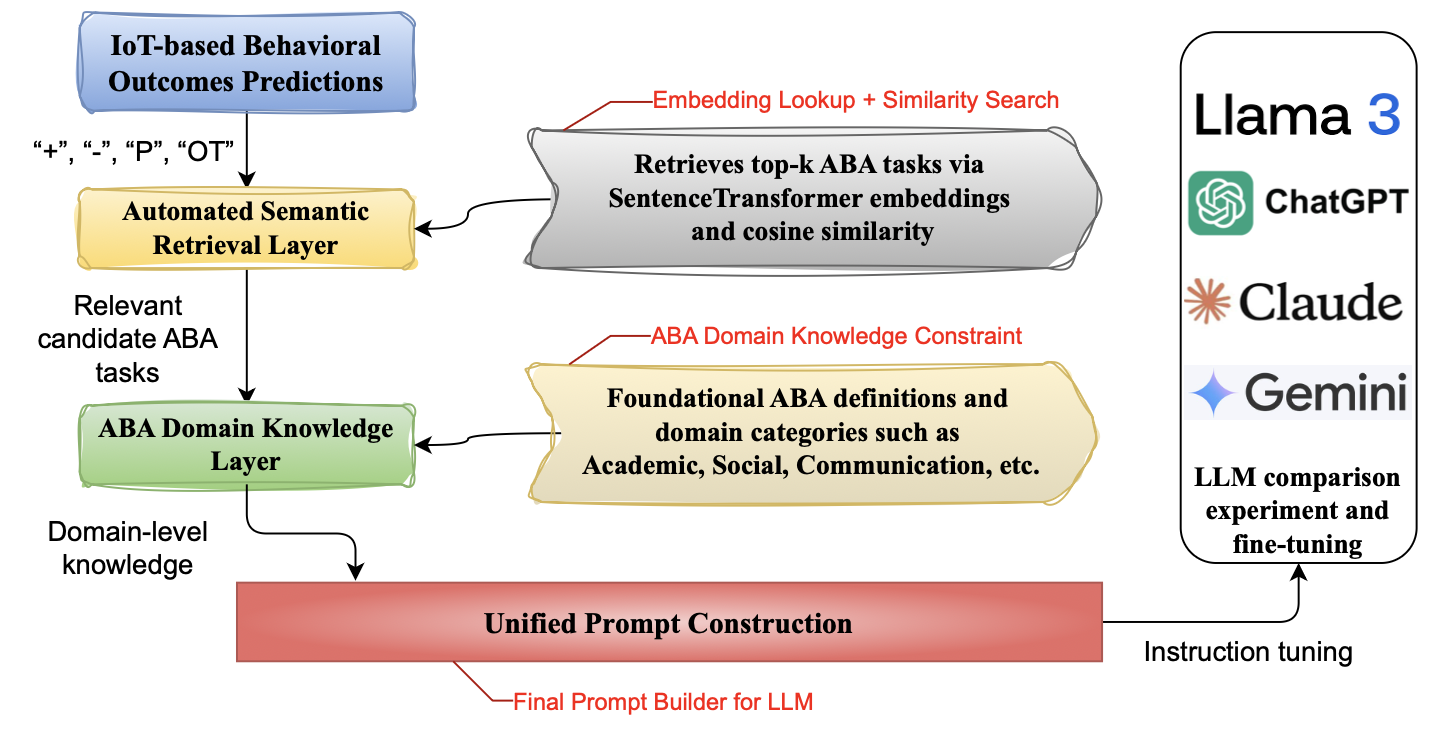 IoT-based Behavioral
Outcomes Predictions
“+”, “-”, “P”, “OT”
Automated Semantic
Retrieval Layer
Embedding Lookup + Similarity Search
Retrieves top-k ABA tasks via
SentenceTransformer embeddings
and cosine similarity
Relevant
candidate ABA
tasks
ABA Domain Knowledge Constraint
Foundational ABA definitions and
domain categories such as
Academic, Social, Communication, etc.
ABA Domain Knowledge
Layer
Domain-level
knowledge
Unified Prompt Construction
Final Prompt Builder for LLM
Instruction tuning
Llama 3
ChatGPT
Claude
Gemini
LLM comparison
experiment and
fine-tuning